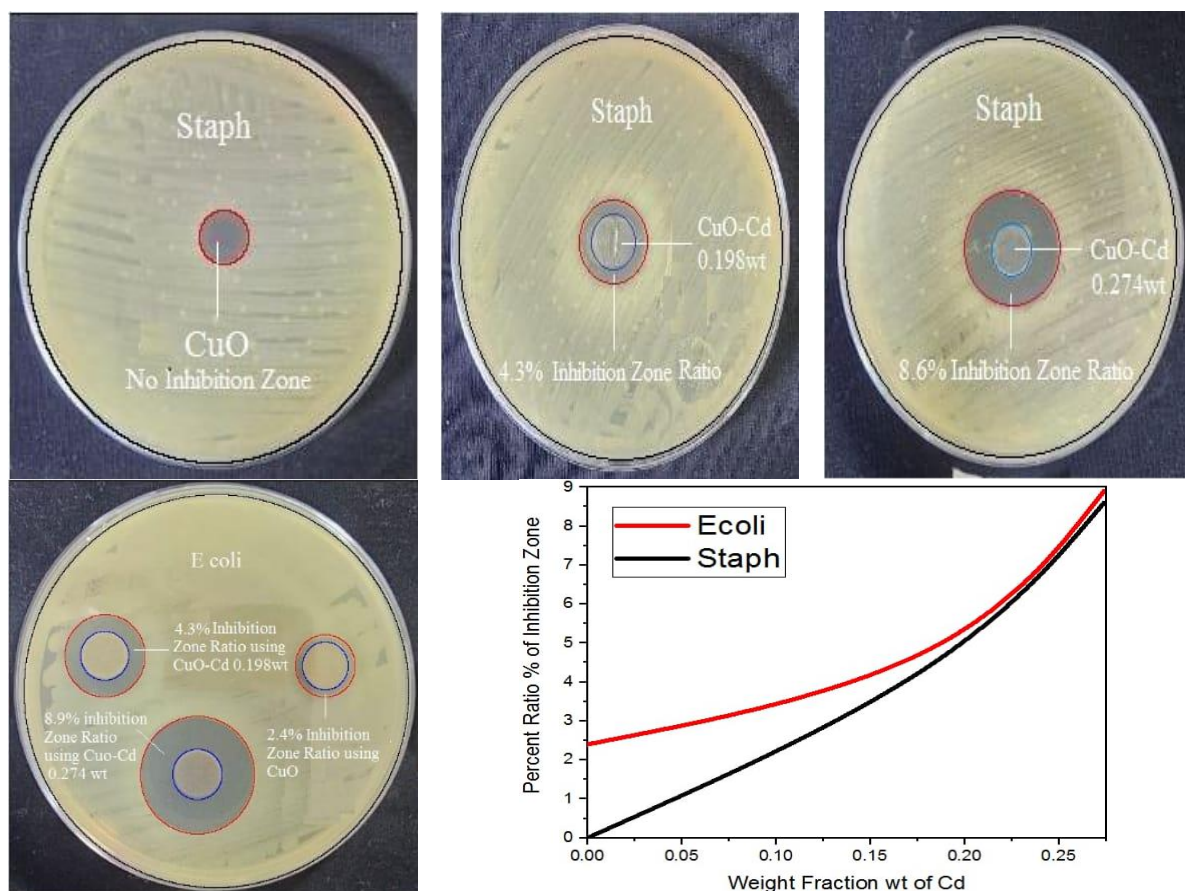 Staph
CuO
No Inhibition Zone
Staph
CuO-Cd
0.198wt
4.3% Inhibition Zone Ratio
Staph
CuO-Cd
0.274wt
8.6% Inhibition Zone Ratio
E coli
4.3% Inhibition
Zone Ratio using
CuO-Cd 0.198wt
8.9% inhibition
Zone Ratio
using Cuo-Cd
0.274 wt
2.4% Inhibition
Zone Ratio using
CuO
Ecoli
Staph
Percent Ratio % of Inhibition Zone
9
8
7
6
5
4
3
2
1
0
0.00 0.05 0.10 0.15 0.20 0.25
Weight Fraction wt of Cd